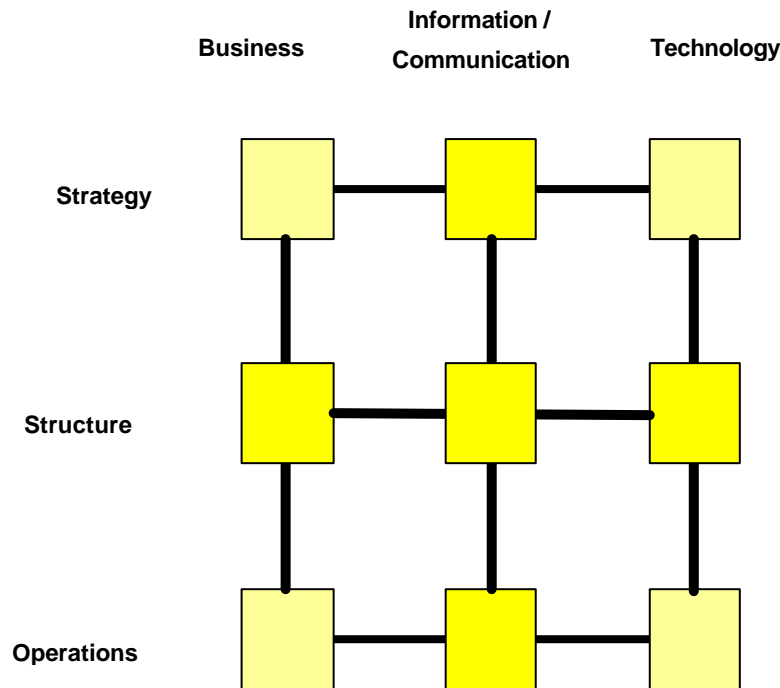 Business
Information /
Communication
Technology
Strategy
Structure
Operations